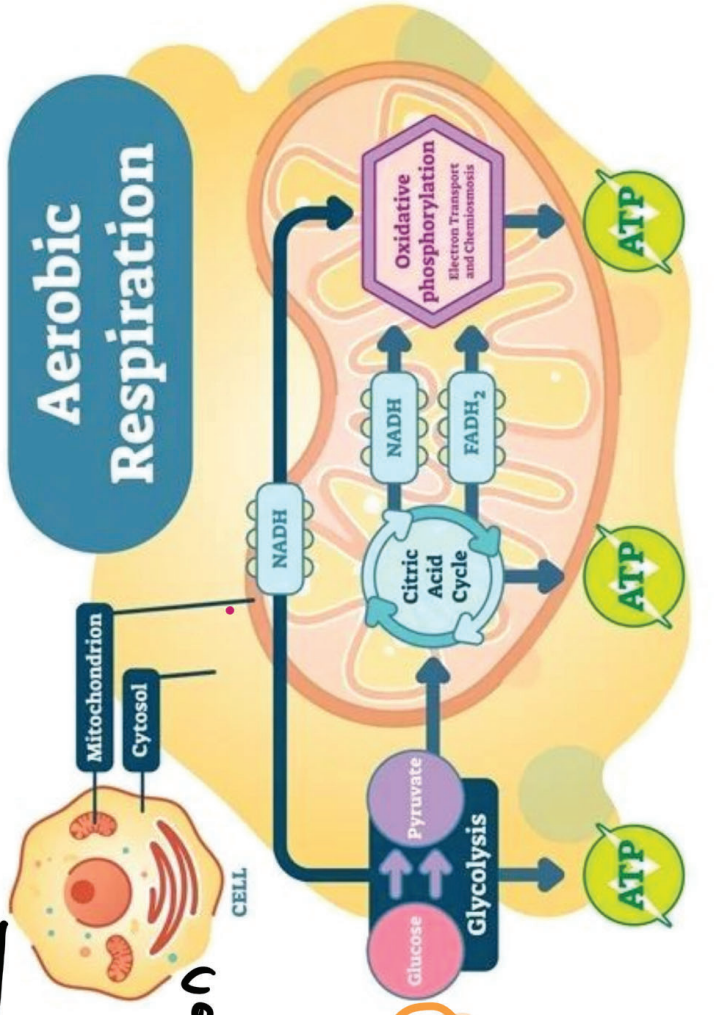 Aerobic
Respiration
Mitochondrion
Cytosol
CELL
NADH
Glucose
Pyruvate
Glycolysis
Citric
Acid
Cycle
NADH
FADH₂
Oxidative
phosphorylation
Electron Transport
and Chemiosmosis
ATP
ATP
ATP